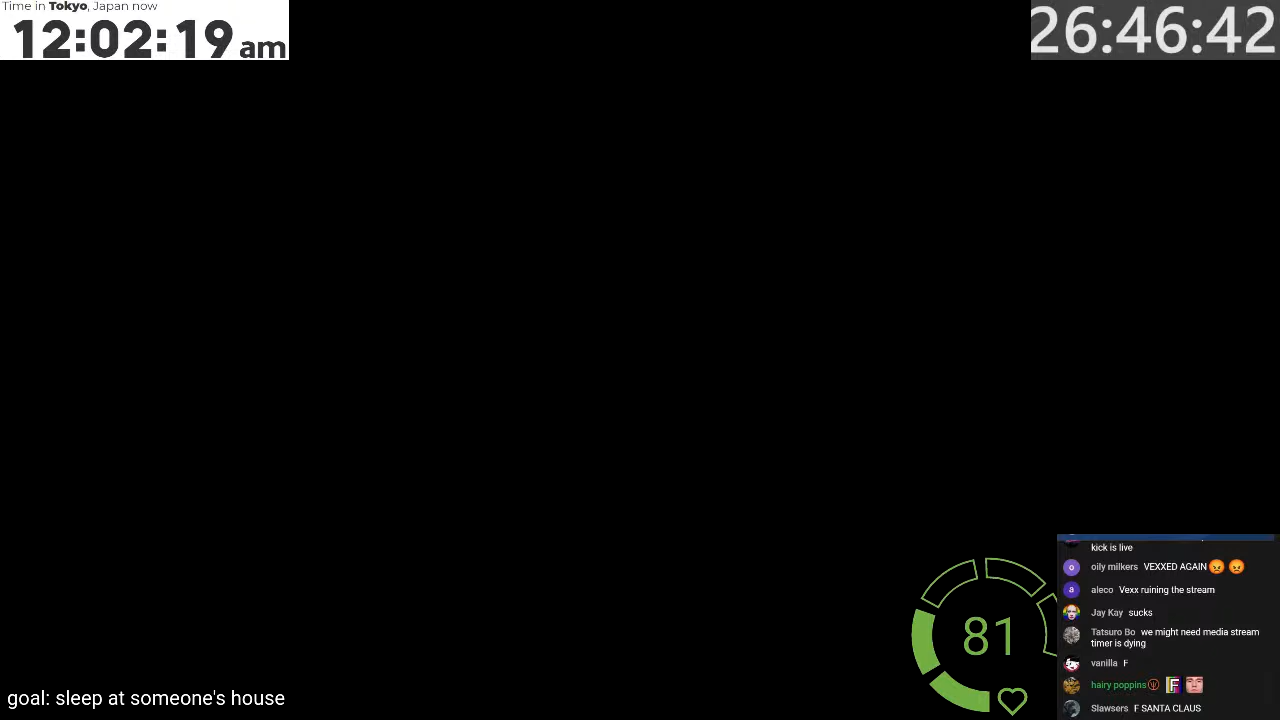 Time in Tokyo, Japan now
12:02:19 am
26:46:42
kick is live
oily milkers VEXXED AGAIN😡 😡
aleco Vexx ruining the stream
Jay Kay sucks
Tatsuro Bo we might need media stream
timer is dying
vanilla F
81
hairy poppins F
goal: sleep at someone's house
Slawsers F SANTA CLAUS